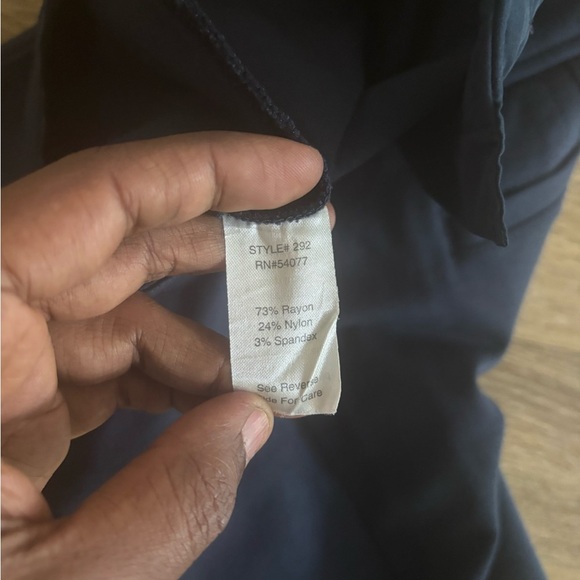 STYLE# 292
RN#54077
73% Rayon
24% Nylon
3% Spandex
See Reverse
For Care